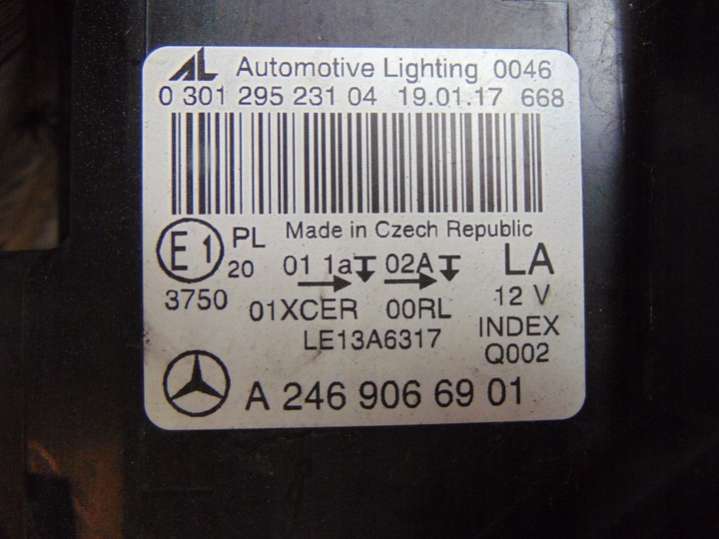 AL Automotive Lighting 0046
0 301 295 231 04 19.01.17 668
Made in Czech Republic
E1 PL 20 01 1a 02A LA
3750 01XCER 00RL 12 V
LE13A6317 INDEX Q002
A 246 906 69 01